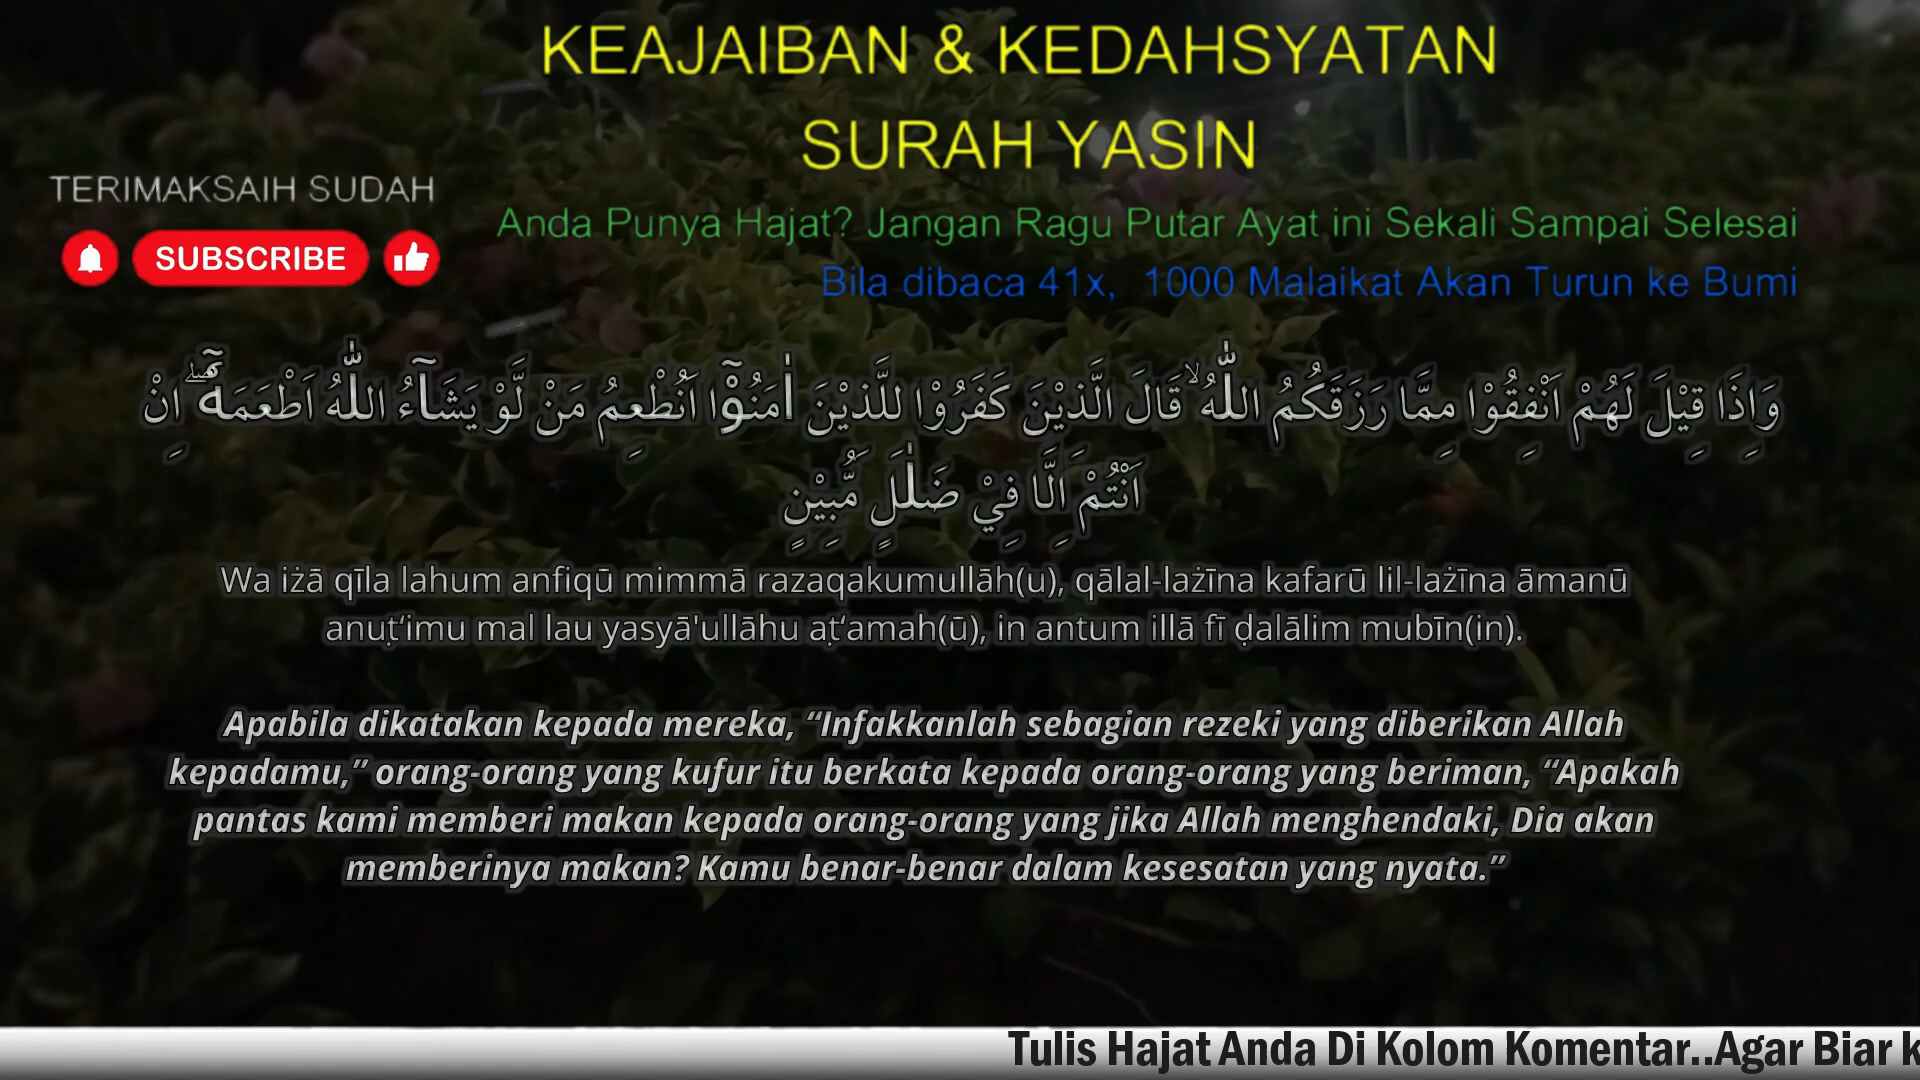 KEAJAIBAN & KEDAHSYATAN
SURAH YASIN
TERIMAKSAIH SUDAH
SUBSCRIBE
Anda Punya Hajat? Jangan Ragu Putar Ayat ini Sekali Sampai Selesai
Bila dibaca 41x, 1000 Malaikat Akan Turun ke Bumi
وَاِذَا قِيْلَ لَهُمْ اَنْفِقُوْا مِمَّا رَزَقَكُمُ اللّٰهُ ۙقَالَ الَّذِيْنَ كَفَرُوْا لِلَّذِيْنَ اٰمَنُوْٓا اَنُطْعِمُ مَنْ لَّوْ يَشَاۤءُ اللّٰهُ اَطْعَمَهٗٓ ۖاِنْ
اَنْتُمْ اِلَّا فِيْ ضَلٰلٍ مُّبِيْنٍ
Wa iżā qīla lahum anfiqū mimmā razaqakumullāh(u), qālal-lażīna kafarū lil-lażīna āmanū
anuṭ‘imu mal lau yasyā'ullāhu aṭ‘amah(ū), in antum illā fī ḍalālim mubīn(in).
Apabila dikatakan kepada mereka, “Infakkanlah sebagian rezeki yang diberikan Allah
kepadamu,” orang-orang yang kufur itu berkata kepada orang-orang yang beriman, “Apakah
pantas kami memberi makan kepada orang-orang yang jika Allah menghendaki, Dia akan
memberinya makan? Kamu benar-benar dalam kesesatan yang nyata.”
Tulis Hajat Anda Di Kolom Komentar..Agar Biar k